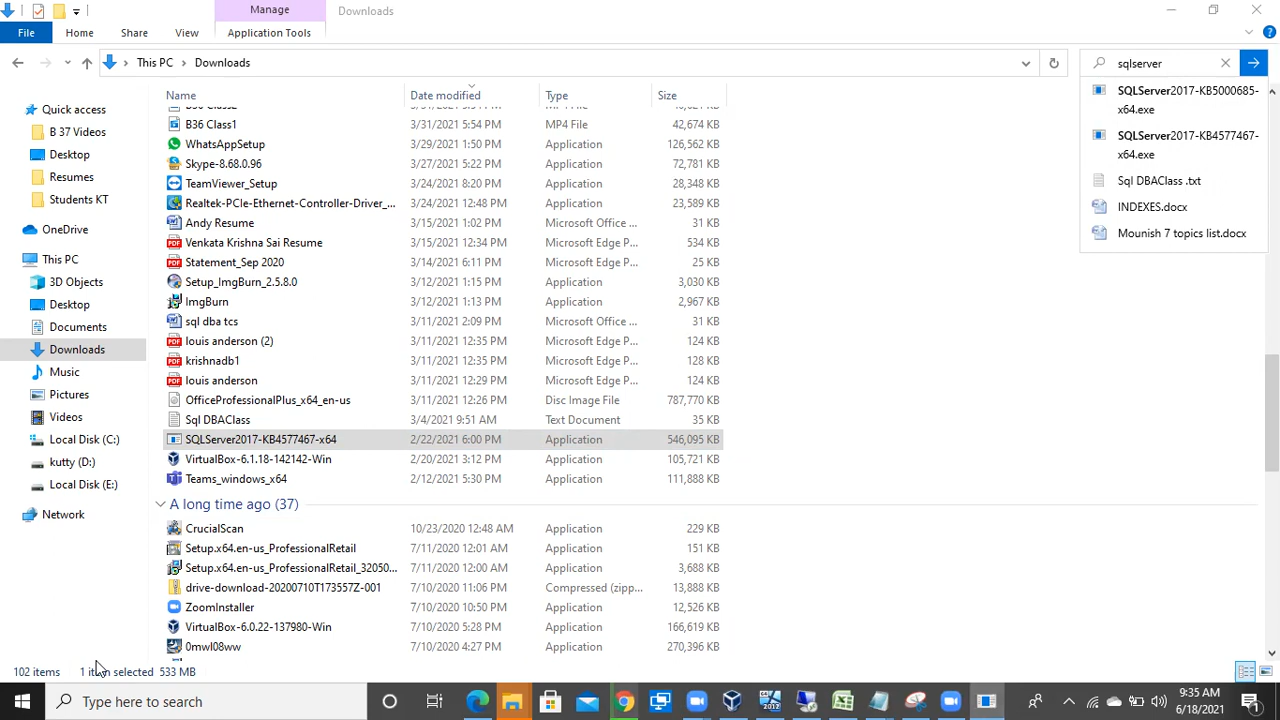 Manage
Downloads
File
Home
Share
View
Application Tools
This PC
Downloads
sqlserver
Name
Date modified
Type
Size
Quick access
B 37 Videos
Desktop
Resumes
Students KT
OneDrive
This PC
3D Objects
Desktop
Documents
Downloads
Music
Pictures
Videos
Local Disk (C:)
kutty (D:)
Local Disk (E:)
Network
B36 Class1 3/31/2021 5:54 PM MP4 File 42,674 KB
WhatsAppSetup 3/29/2021 1:50 PM Application 126,562 KB
Skype-8.68.0.96 3/27/2021 5:22 PM Application 72,781 KB
TeamViewer_Setup 3/24/2021 8:20 PM Application 28,348 KB
Realtek-PCIe-Ethernet-Controller-Driver_... 3/24/2021 12:48 PM Application 23,589 KB
Andy Resume 3/15/2021 1:02 PM Microsoft Office ... 31 KB
Venkata Krishna Sai Resume 3/15/2021 12:34 PM Microsoft Edge P... 534 KB
Statement_Sep 2020 3/14/2021 6:11 PM Microsoft Edge P... 25 KB
Setup_ImgBurn_2.5.8.0 3/12/2021 1:15 PM Application 3,030 KB
ImgBurn 3/12/2021 1:13 PM Application 2,967 KB
sql dba tcs 3/11/2021 2:09 PM Microsoft Office ... 31 KB
louis anderson (2) 3/11/2021 12:35 PM Microsoft Edge P... 124 KB
krishnadb1 3/11/2021 12:35 PM Microsoft Edge P... 128 KB
louis anderson 3/11/2021 12:29 PM Microsoft Edge P... 124 KB
OfficeProfessionalPlus_x64_en-us 3/11/2021 12:26 PM Disc Image File 787,770 KB
Sql DBAClass 3/4/2021 9:51 AM Text Document 35 KB
SQLServer2017-KB4577467-x64 2/22/2021 6:00 PM Application 546,095 KB
VirtualBox-6.1.18-142142-Win 2/20/2021 3:12 PM Application 105,721 KB
Teams_windows_x64 2/12/2021 5:30 PM Application 111,888 KB
A long time ago (37)
CrucialScan 10/23/2020 12:48 AM Application 229 KB
Setup.x64.en-us_ProfessionalRetail 7/11/2020 12:01 AM Application 151 KB
Setup.x64.en-us_ProfessionalRetail_32050... 7/11/2020 12:00 AM Application 3,688 KB
drive-download-20200710T173557Z-001 7/10/2020 11:06 PM Compressed (zipp... 13,888 KB
ZoomInstaller 7/10/2020 10:50 PM Application 12,526 KB
VirtualBox-6.0.22-137980-Win 7/10/2020 5:28 PM Application 166,619 KB
0mwl08ww 7/10/2020 4:27 PM Application 270,396 KB
SQLServer2017-KB5000685-
x64.exe
SQLServer2017-KB4577467-
x64.exe
Sql DBAClass .txt
INDEXES.docx
Mounish 7 topics list.docx
102 items 1 item selected 533 MB
Type here to search
2017
9:35 AM
6/18/2021
1